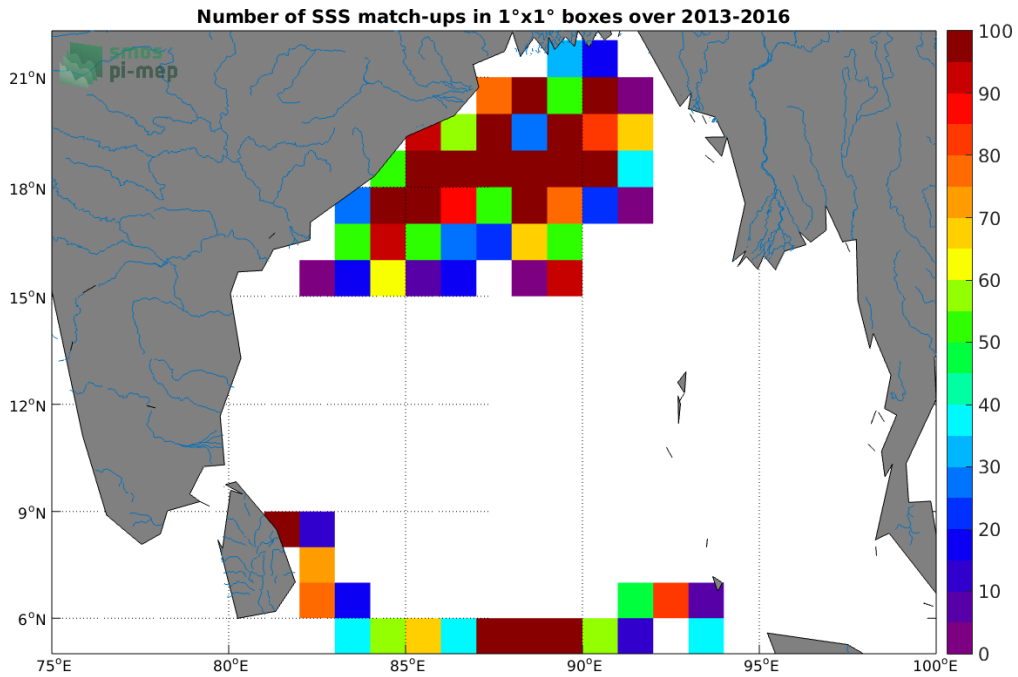 Number of SSS match-ups in 1°x1° boxes over 2013-2016
smos
pi-mep
21°N
18°N
15°N
12°N
9°N
6°N
75°E 80°E 85°E 90°E 95°E 100°E
100
90
80
70
60
50
40
30
20
10
0